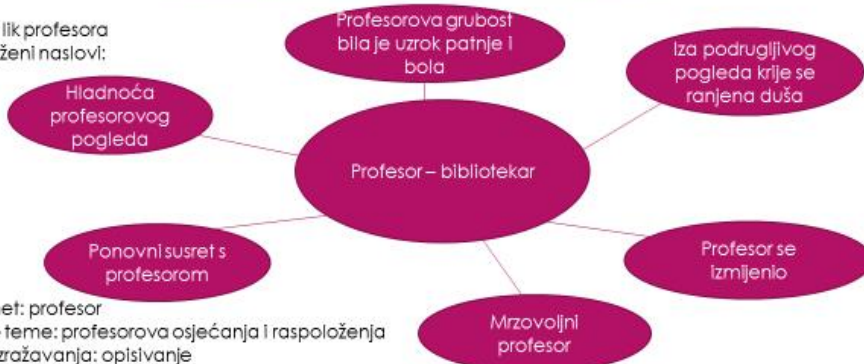 lik profesora
ženi naslovi:
Profesorova grubost
bila je uzrok patnje i
bola
Iza podrugljivog
pogleda krije se
ranjena duša
Hladnoća
profesorovog
pogleda
Profesor – bibliotekar
Ponovni susret s
profesorom
Profesor se
izmijenio
Mrzovoljni
profesor
et: profesor
teme: profesorova osjećanja i raspoloženja
zražavanja: opisivanje